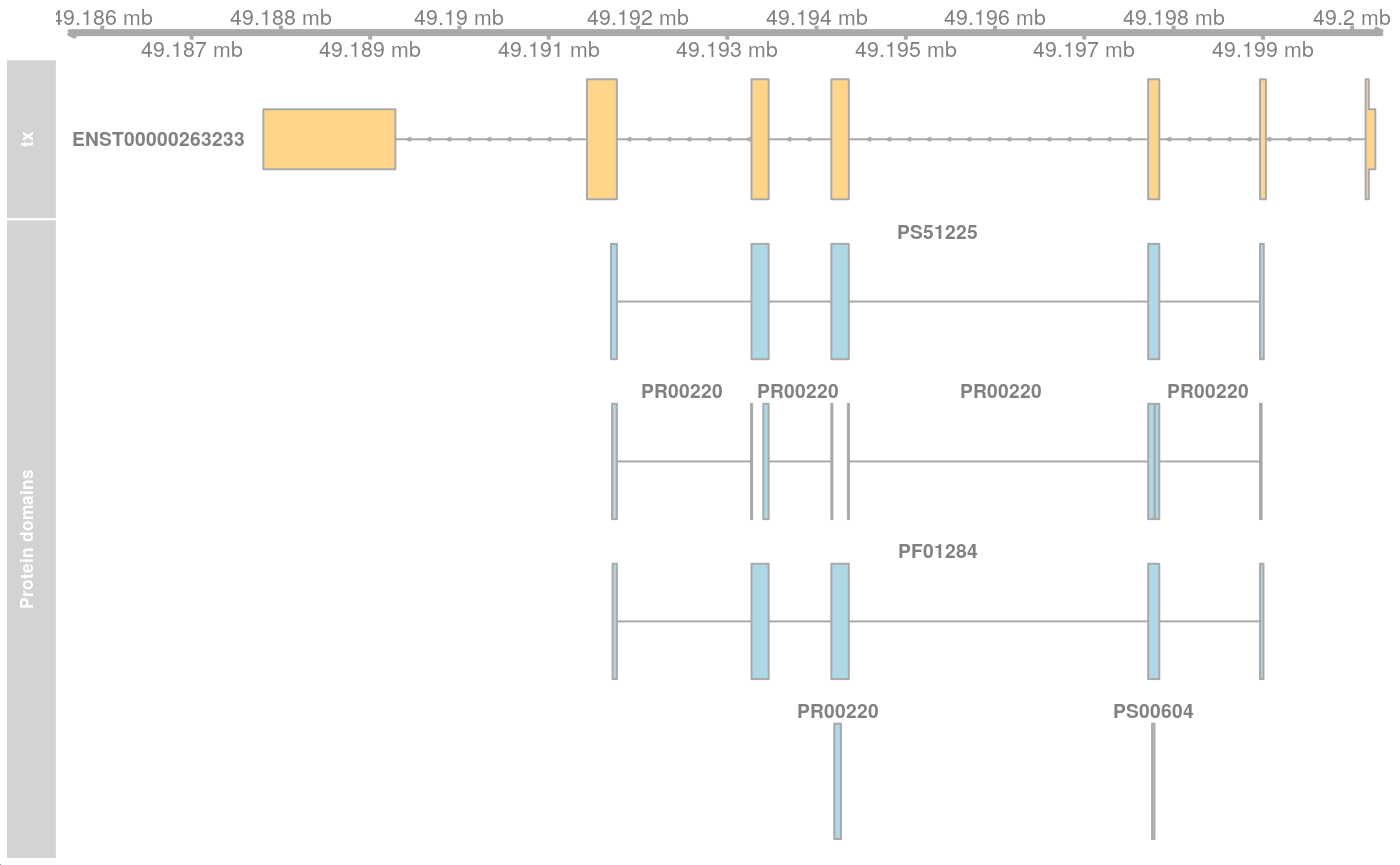 49.186 mb 49.188 mb 49.19 mb 49.192 mb 49.194 mb 49.196 mb 49.198 mb 49.2 mb
49.187 mb 49.189 mb 49.191 mb 49.193 mb 49.195 mb 49.197 mb 49.199 mb
tx
ENST00000263233
Protein domains
PS51225
PR00220 PR00220 PR00220 PR00220
PF01284
PR00220 PS00604